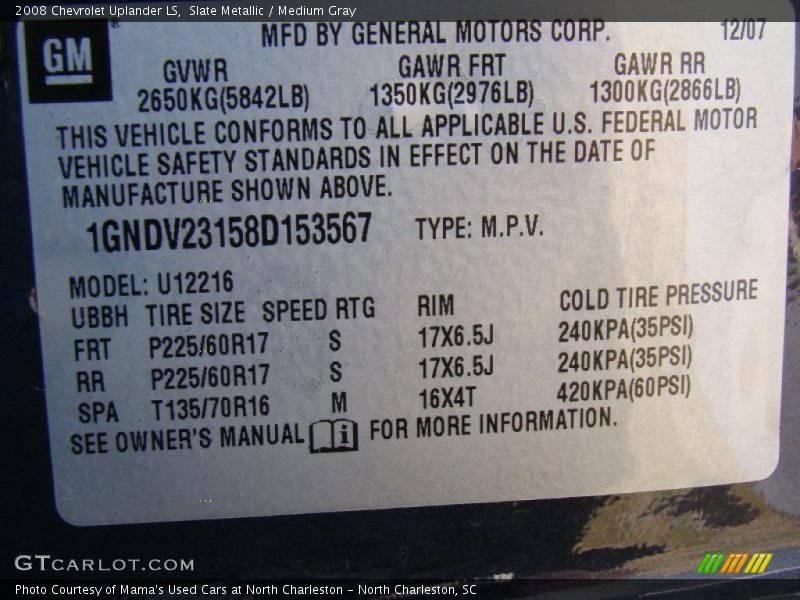 2008 Chevrolet Uplander LS, Slate Metallic / Medium Gray
GM
MFD BY GENERAL MOTORS CORP. 12/07
GVWR GAWR FRT GAWR RR
2650KG(5842LB) 1350KG(2976LB) 1300KG(2866LB)
THIS VEHICLE CONFORMS TO ALL APPLICABLE U.S. FEDERAL MOTOR
VEHICLE SAFETY STANDARDS IN EFFECT ON THE DATE OF
MANUFACTURE SHOWN ABOVE.
1GNDV23158D153567 TYPE: M.P.V.
MODEL: U12216
UBBH TIRE SIZE SPEED RTG RIM COLD TIRE PRESSURE
FRT P225/60R17 S 17X6.5J 240KPA(35PSI)
RR P225/60R17 S 17X6.5J 240KPA(35PSI)
SPA T135/70R16 M 16X4T 420KPA(60PSI)
SEE OWNER'S MANUAL i FOR MORE INFORMATION.
GTCARLOT.COM
Photo Courtesy of Mama's Used Cars at North Charleston - North Charleston, SC